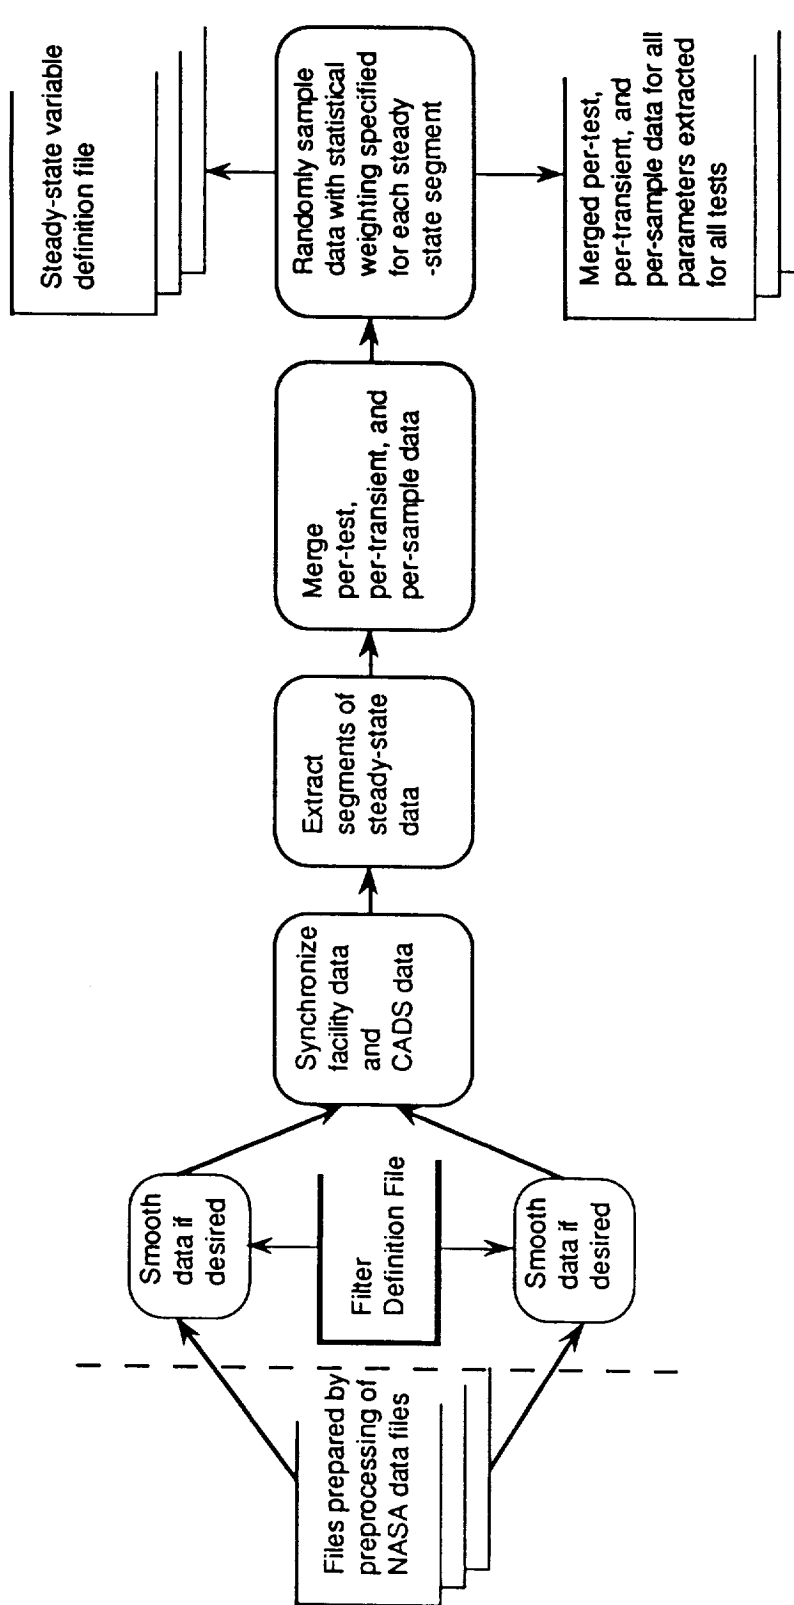 Files prepared by
preprocessing of
NASA data files
Smooth
data if
desired
Filter
Definition File
Smooth
data if
desired
Synchronize
facility data
and
CADS data
Extract
segments of
steady-state
data
Merge
per-test,
per-transient, and
per-sample data
Randomly sample
data with statistical
weighting specified
for each steady
-state segment
Steady-state variable
definition file
Merged per-test,
per-transient, and
per-sample data for all
parameters extracted
for all tests